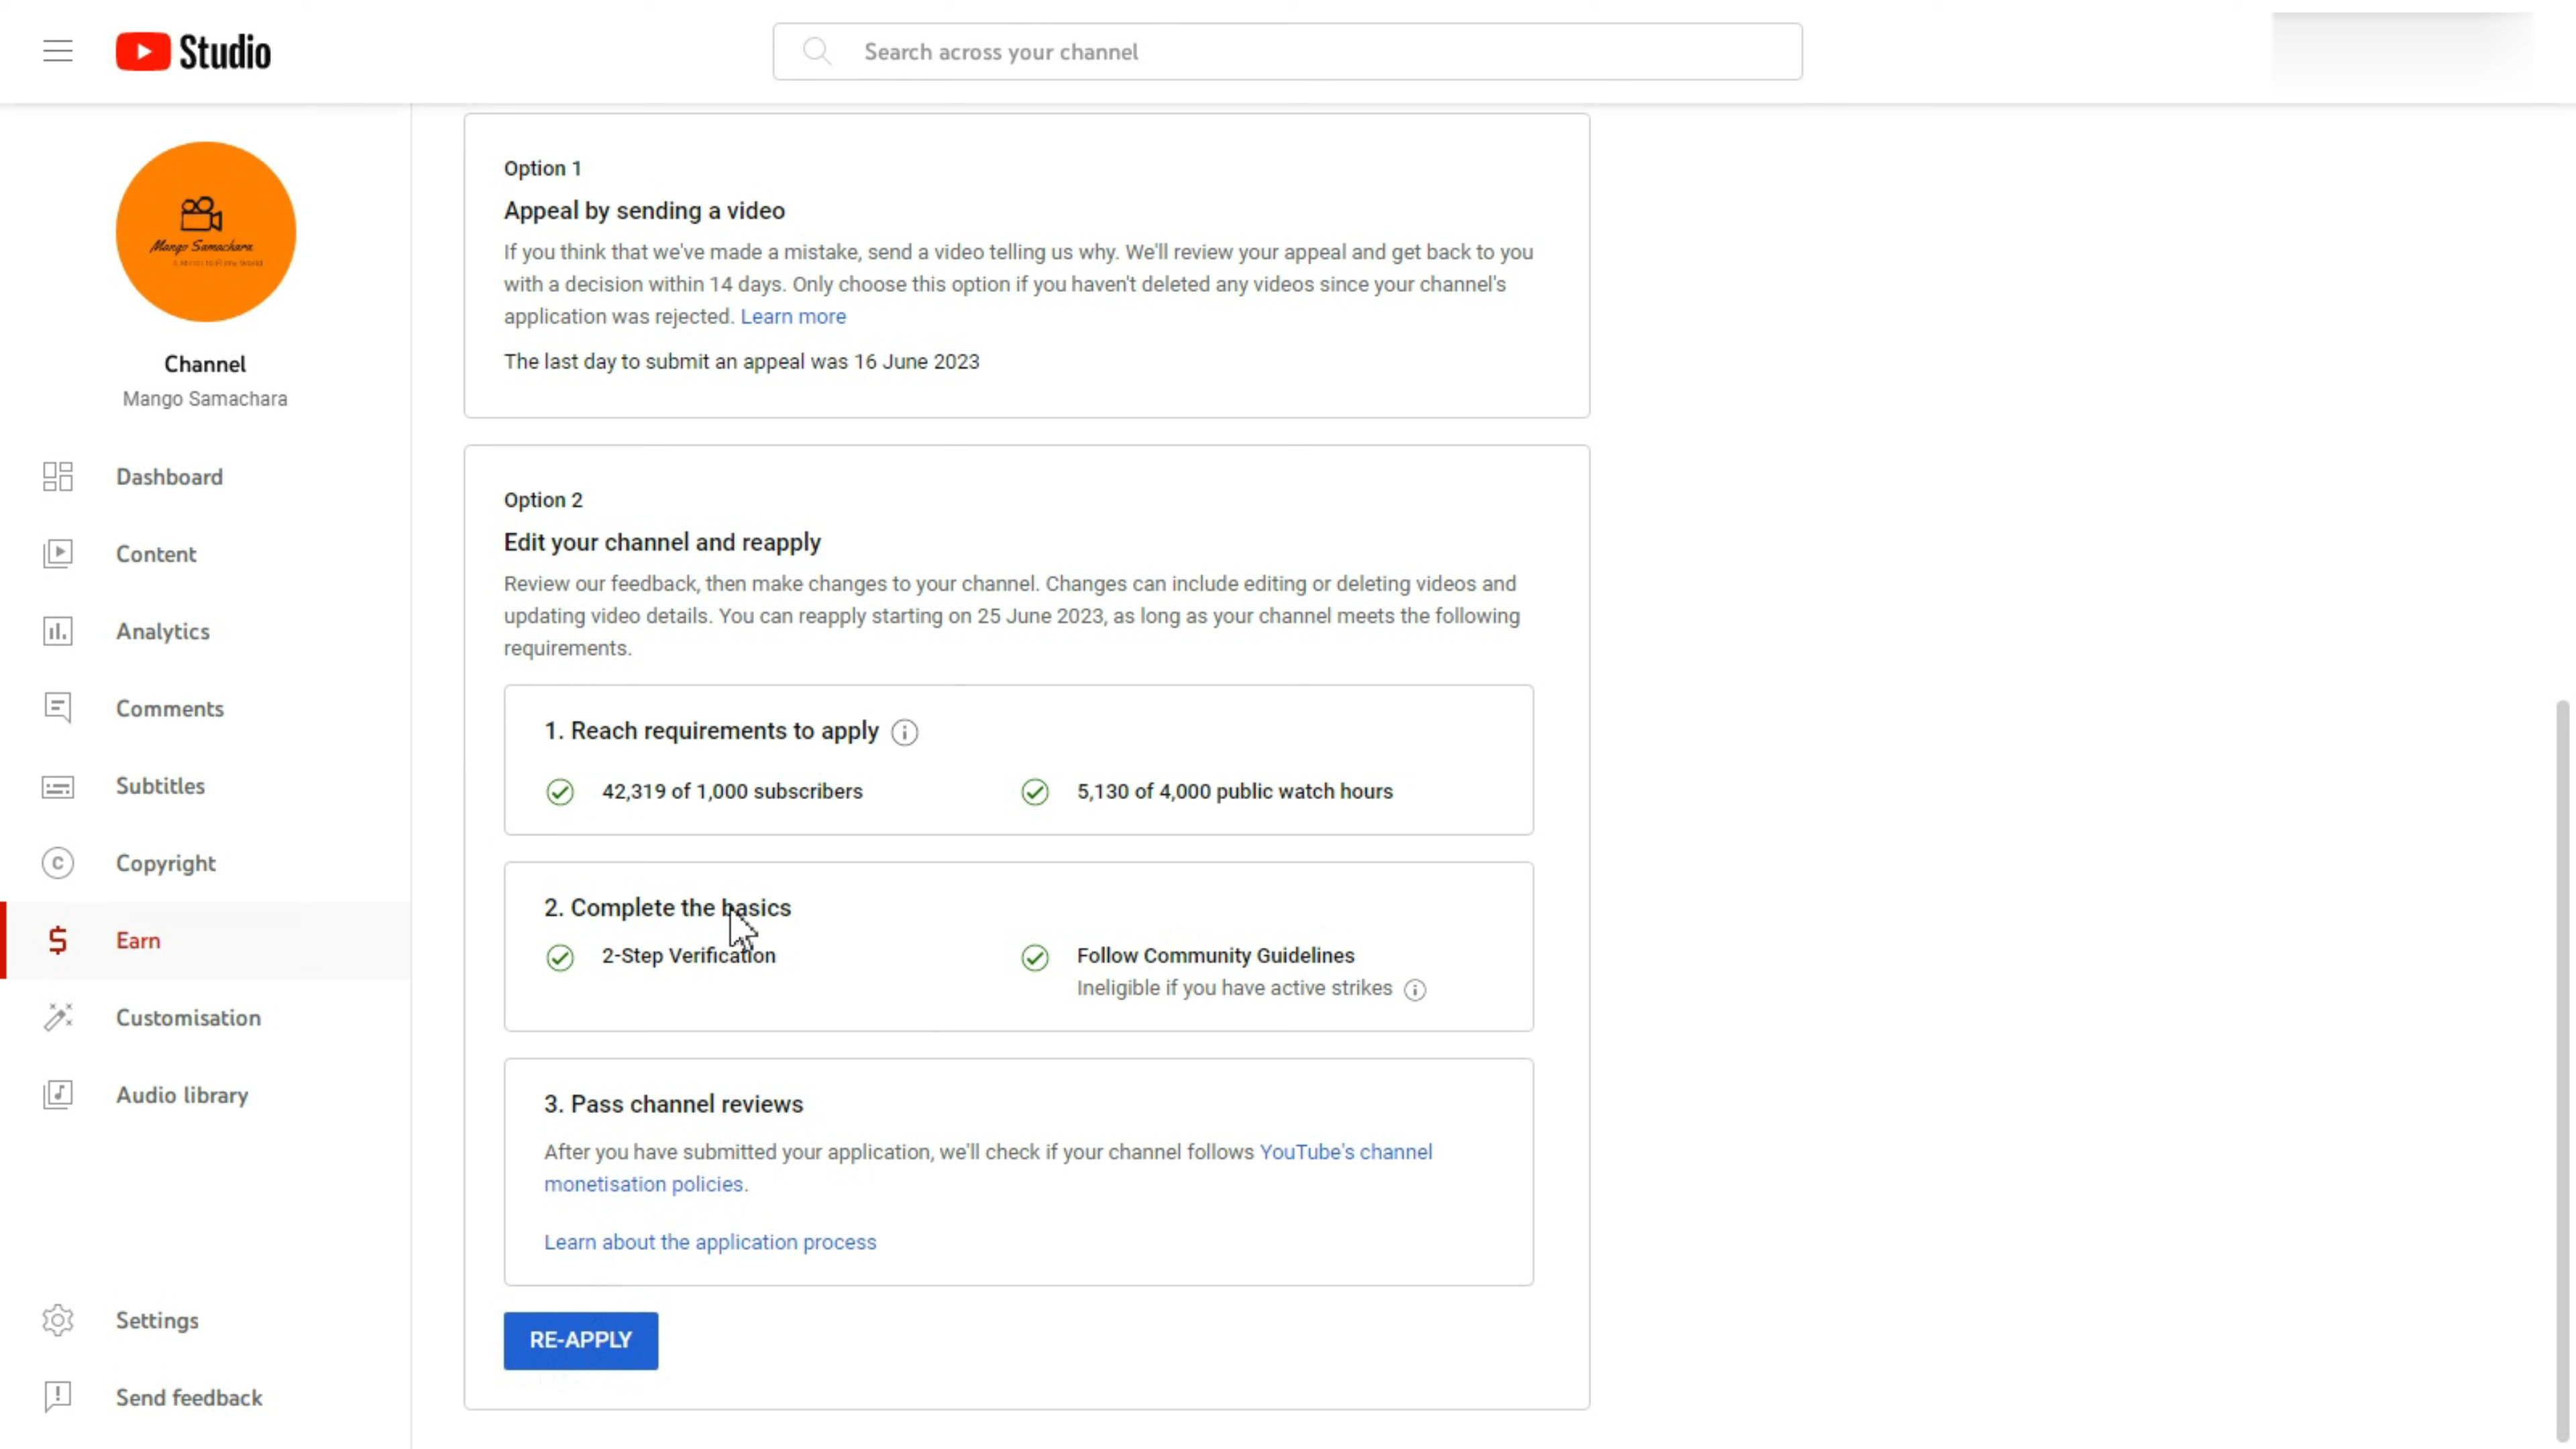 Studio
Search across your channel
Mango Samachara
Channel
Mango Samachara
Dashboard
Content
Analytics
Comments
Subtitles
Copyright
Earn
Customisation
Audio library
Settings
Send feedback
Option 1
Appeal by sending a video
If you think that we've made a mistake, send a video telling us why. We'll review your appeal and get back to you
with a decision within 14 days. Only choose this option if you haven't deleted any videos since your channel's
application was rejected. Learn more
The last day to submit an appeal was 16 June 2023
Option 2
Edit your channel and reapply
Review our feedback, then make changes to your channel. Changes can include editing or deleting videos and
updating video details. You can reapply starting on 25 June 2023, as long as your channel meets the following
requirements.
1. Reach requirements to apply
42,319 of 1,000 subscribers
5,130 of 4,000 public watch hours
2. Complete the basics
2-Step Verification
Follow Community Guidelines
Ineligible if you have active strikes
3. Pass channel reviews
After you have submitted your application, we'll check if your channel follows YouTube's channel
monetisation policies.
Learn about the application process
RE-APPLY